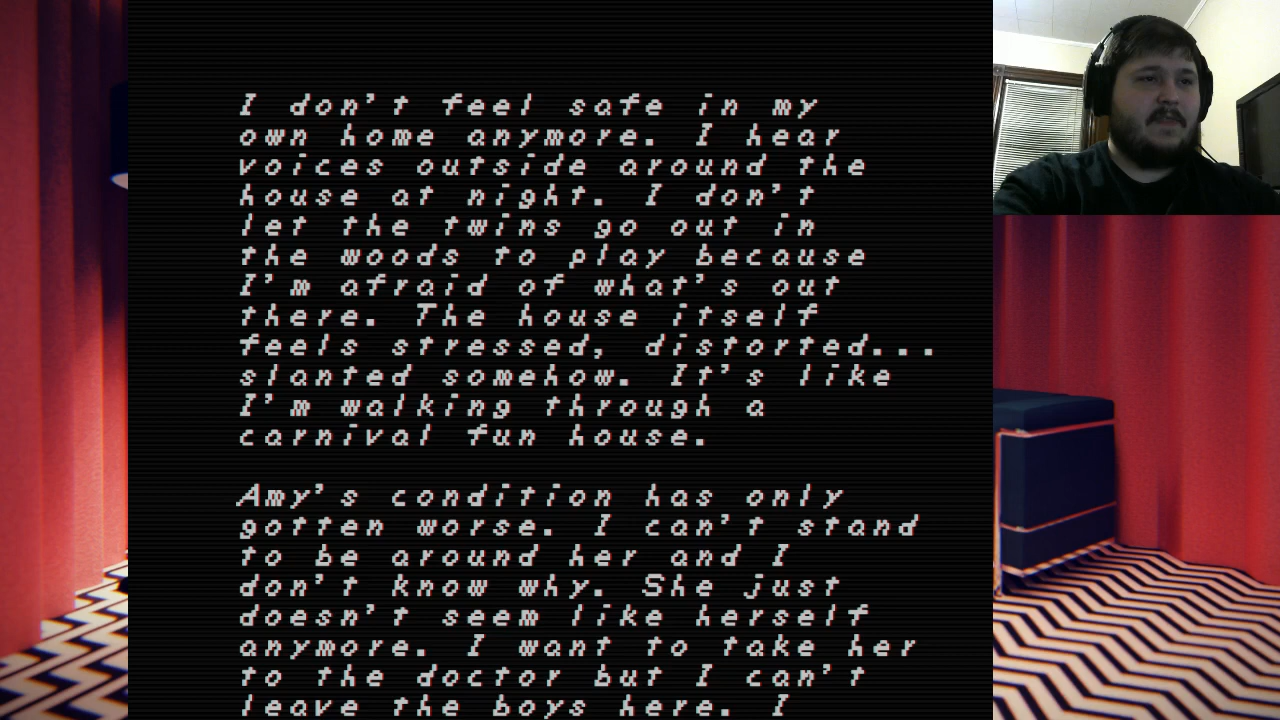 I don't feel safe in my
own home anymore. I hear
voices outside around the
house at night. I don't
let the twins go out in
the woods to play because
I'm afraid of what's out
there. The house itself
feels stressed, distorted...
slanted somehow. It's like
I'm walking through a
carnival fun house.
Amy's condition has only
gotten worse. I can't stand
to be around her and I
don't know why. She just
doesn't seem like herself
anymore. I want to take her
to the doctor but I can't
leave the boys here. I